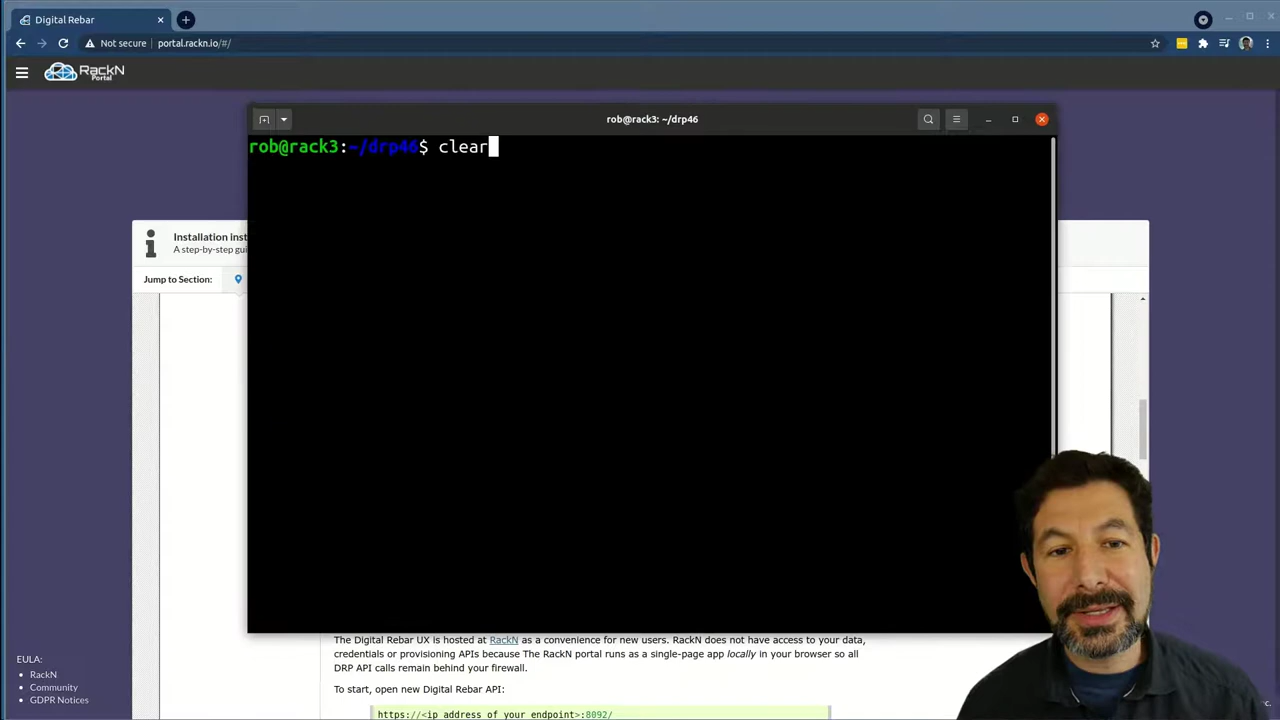 Digital Rebar
Not secure
portal.rackn.io/#/
RackN
Portal
rob@rack3: ~/drp46
rob@rack3:~/drp46$ clear
Installation inst
A step-by-step gui
Jump to Section:
The Digital Rebar UX is hosted at RackN as a convenience for new users. RackN does not have access to your data,
credentials or provisioning APIs because The RackN portal runs as a single-page app locally in your browser so all
DRP API calls remain behind your firewall.
To start, open new Digital Rebar API:
https://<ip address of your endpoint>:8092/
EULA:
RackN
Community
GDPR Notices
c.